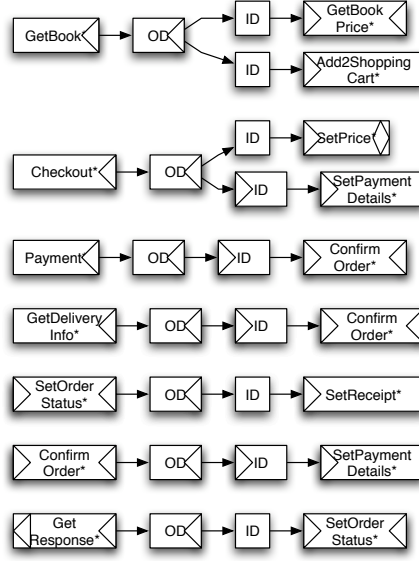 GetBook
OD
ID
GetBook
Price*
ID
Add2Shopping
Cart*
Checkout*
OD
ID
SetPrice*
ID
SetPayment
Details*
Payment
OD
ID
Confirm
Order*
GetDelivery
Info*
OD
ID
Confirm
Order*
SetOrder
Status*
OD
ID
SetReceipt*
Confirm
Order*
OD
ID
SetPayment
Details*
Get
Response*
OD
ID
SetOrder
Status*